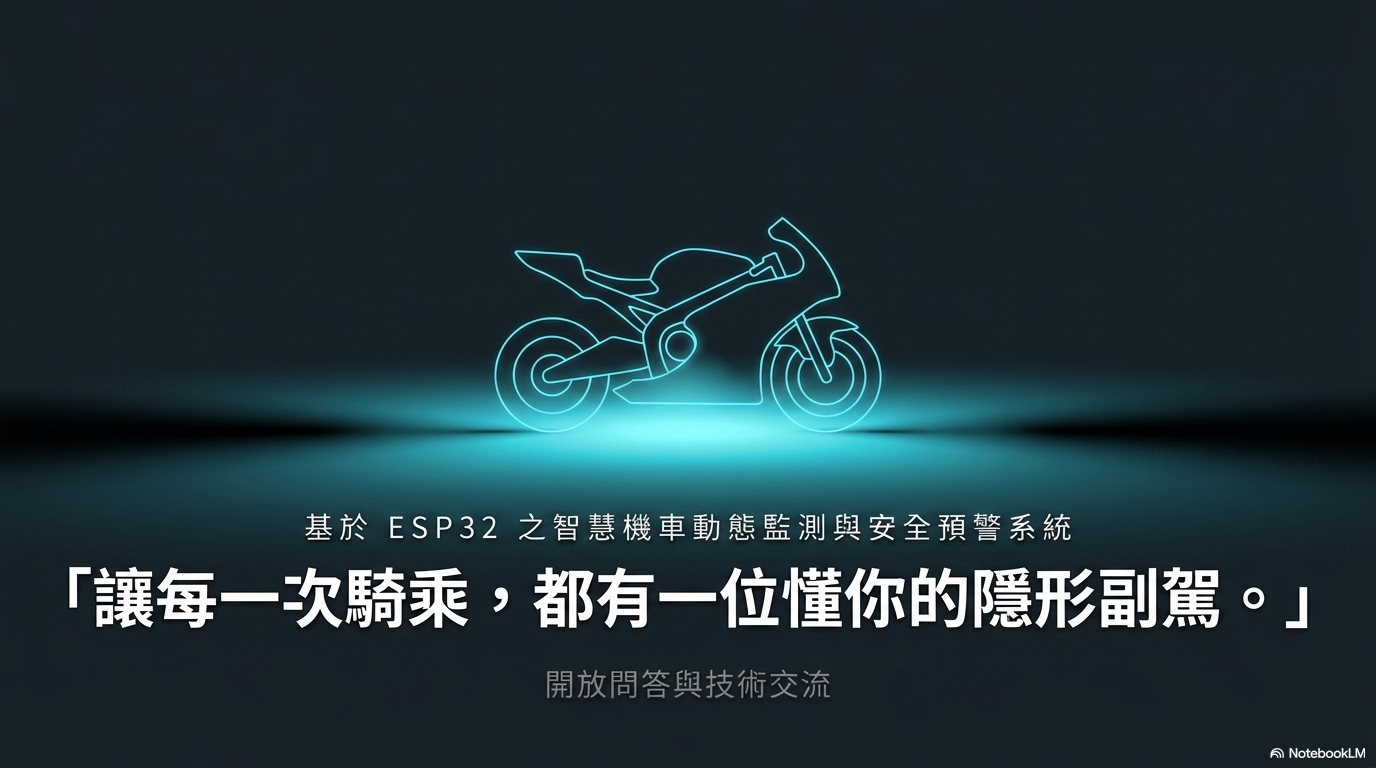 基於 ESP32 之智慧機車動態監測與安全預警系統
「讓每一次騎乘，都有一位懂你的隱形副駕。」
開放問答與技術交流
NotebookLM